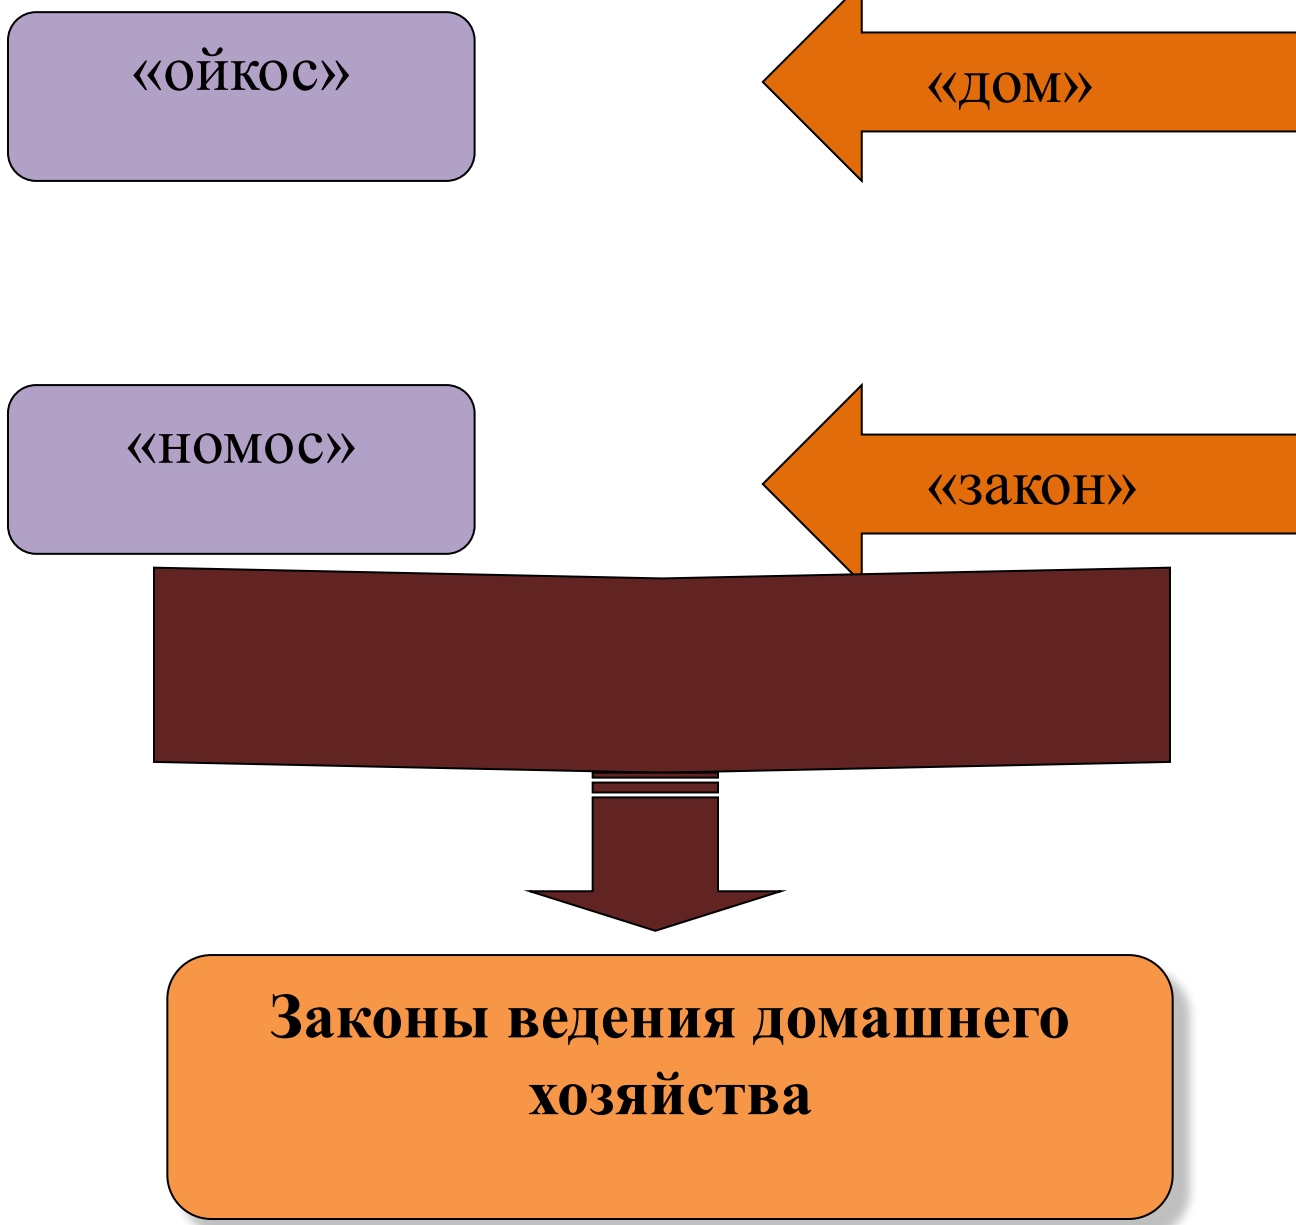 «ойкос»
«дом»
«номос»
«закон»
Законы ведения домашнего
хозяйства